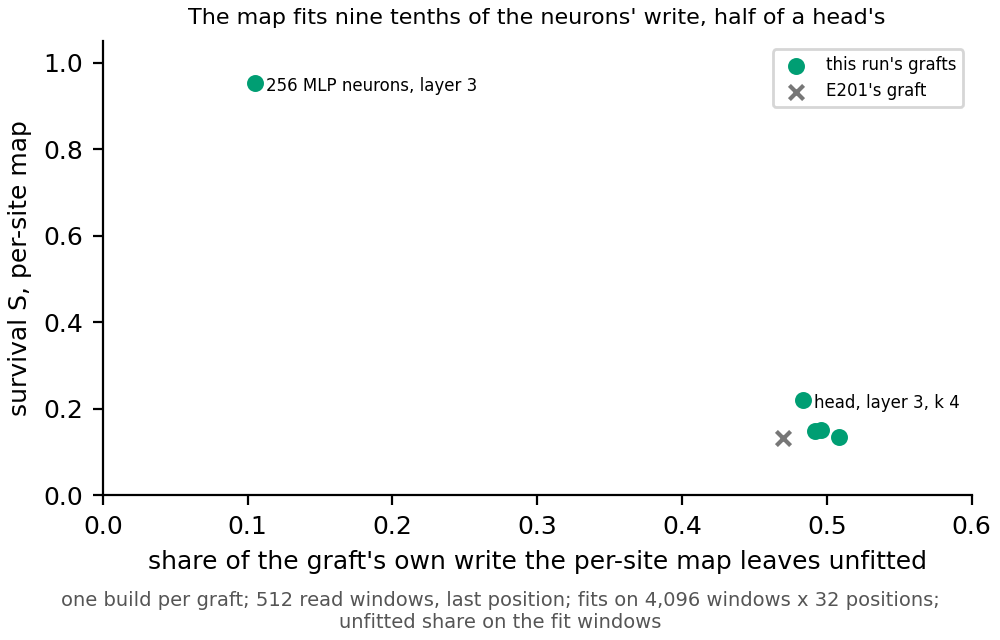 The map fits nine tenths of the neurons' write, half of a head's
this run's grafts
E201's graft
256 MLP neurons, layer 3
head, layer 3, k 4
survival S, per-site map
1.0
0.8
0.6
0.4
0.2
0.0
0.0 0.1 0.2 0.3 0.4 0.5 0.6
share of the graft's own write the per-site map leaves unfitted
one build per graft; 512 read windows, last position; fits on 4,096 windows x 32 positions;
unfitted share on the fit windows